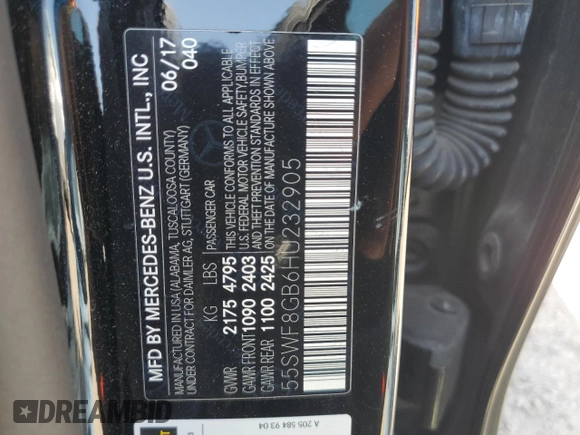 MFD BY MERCEDES-BENZ U.S. INTL., INC
06/17
040
MANUFACTURED IN USA (ALABAMA, TUSCALOOSA COUNTY)
UNDER CONTRACT FOR DAIMLER AG, STUTTGART (GERMANY)
KG LBS PASSENGER CAR
GVWR 2175 4795 THIS VEHICLE CONFORMS TO ALL APPLICABLE
GAWR FRONT 1090 2403 U.S. FEDERAL MOTOR VEHICLE SAFETY, BUMPER,
AND THEFT PREVENTION STANDARDS IN EFFECT
GAWR REAR 1100 2425 ON THE DATE OF MANUFACTURE SHOWN ABOVE.
55SWF8GB6HU232905
A 205 584 93 04
DREAMBID